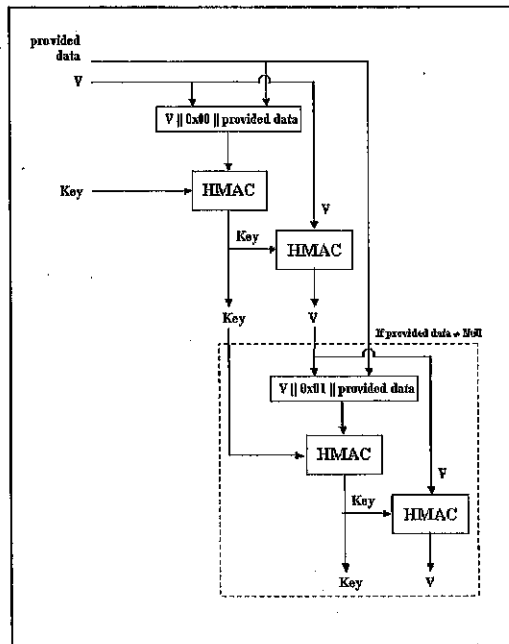 provided
data
V
V || 0x00 || provided data
Key
HMAC
V
Key
HMAC
Key
V
If provided data ≠ Null
V || 0x01 || provided data
HMAC
V
Key
HMAC
Key
V